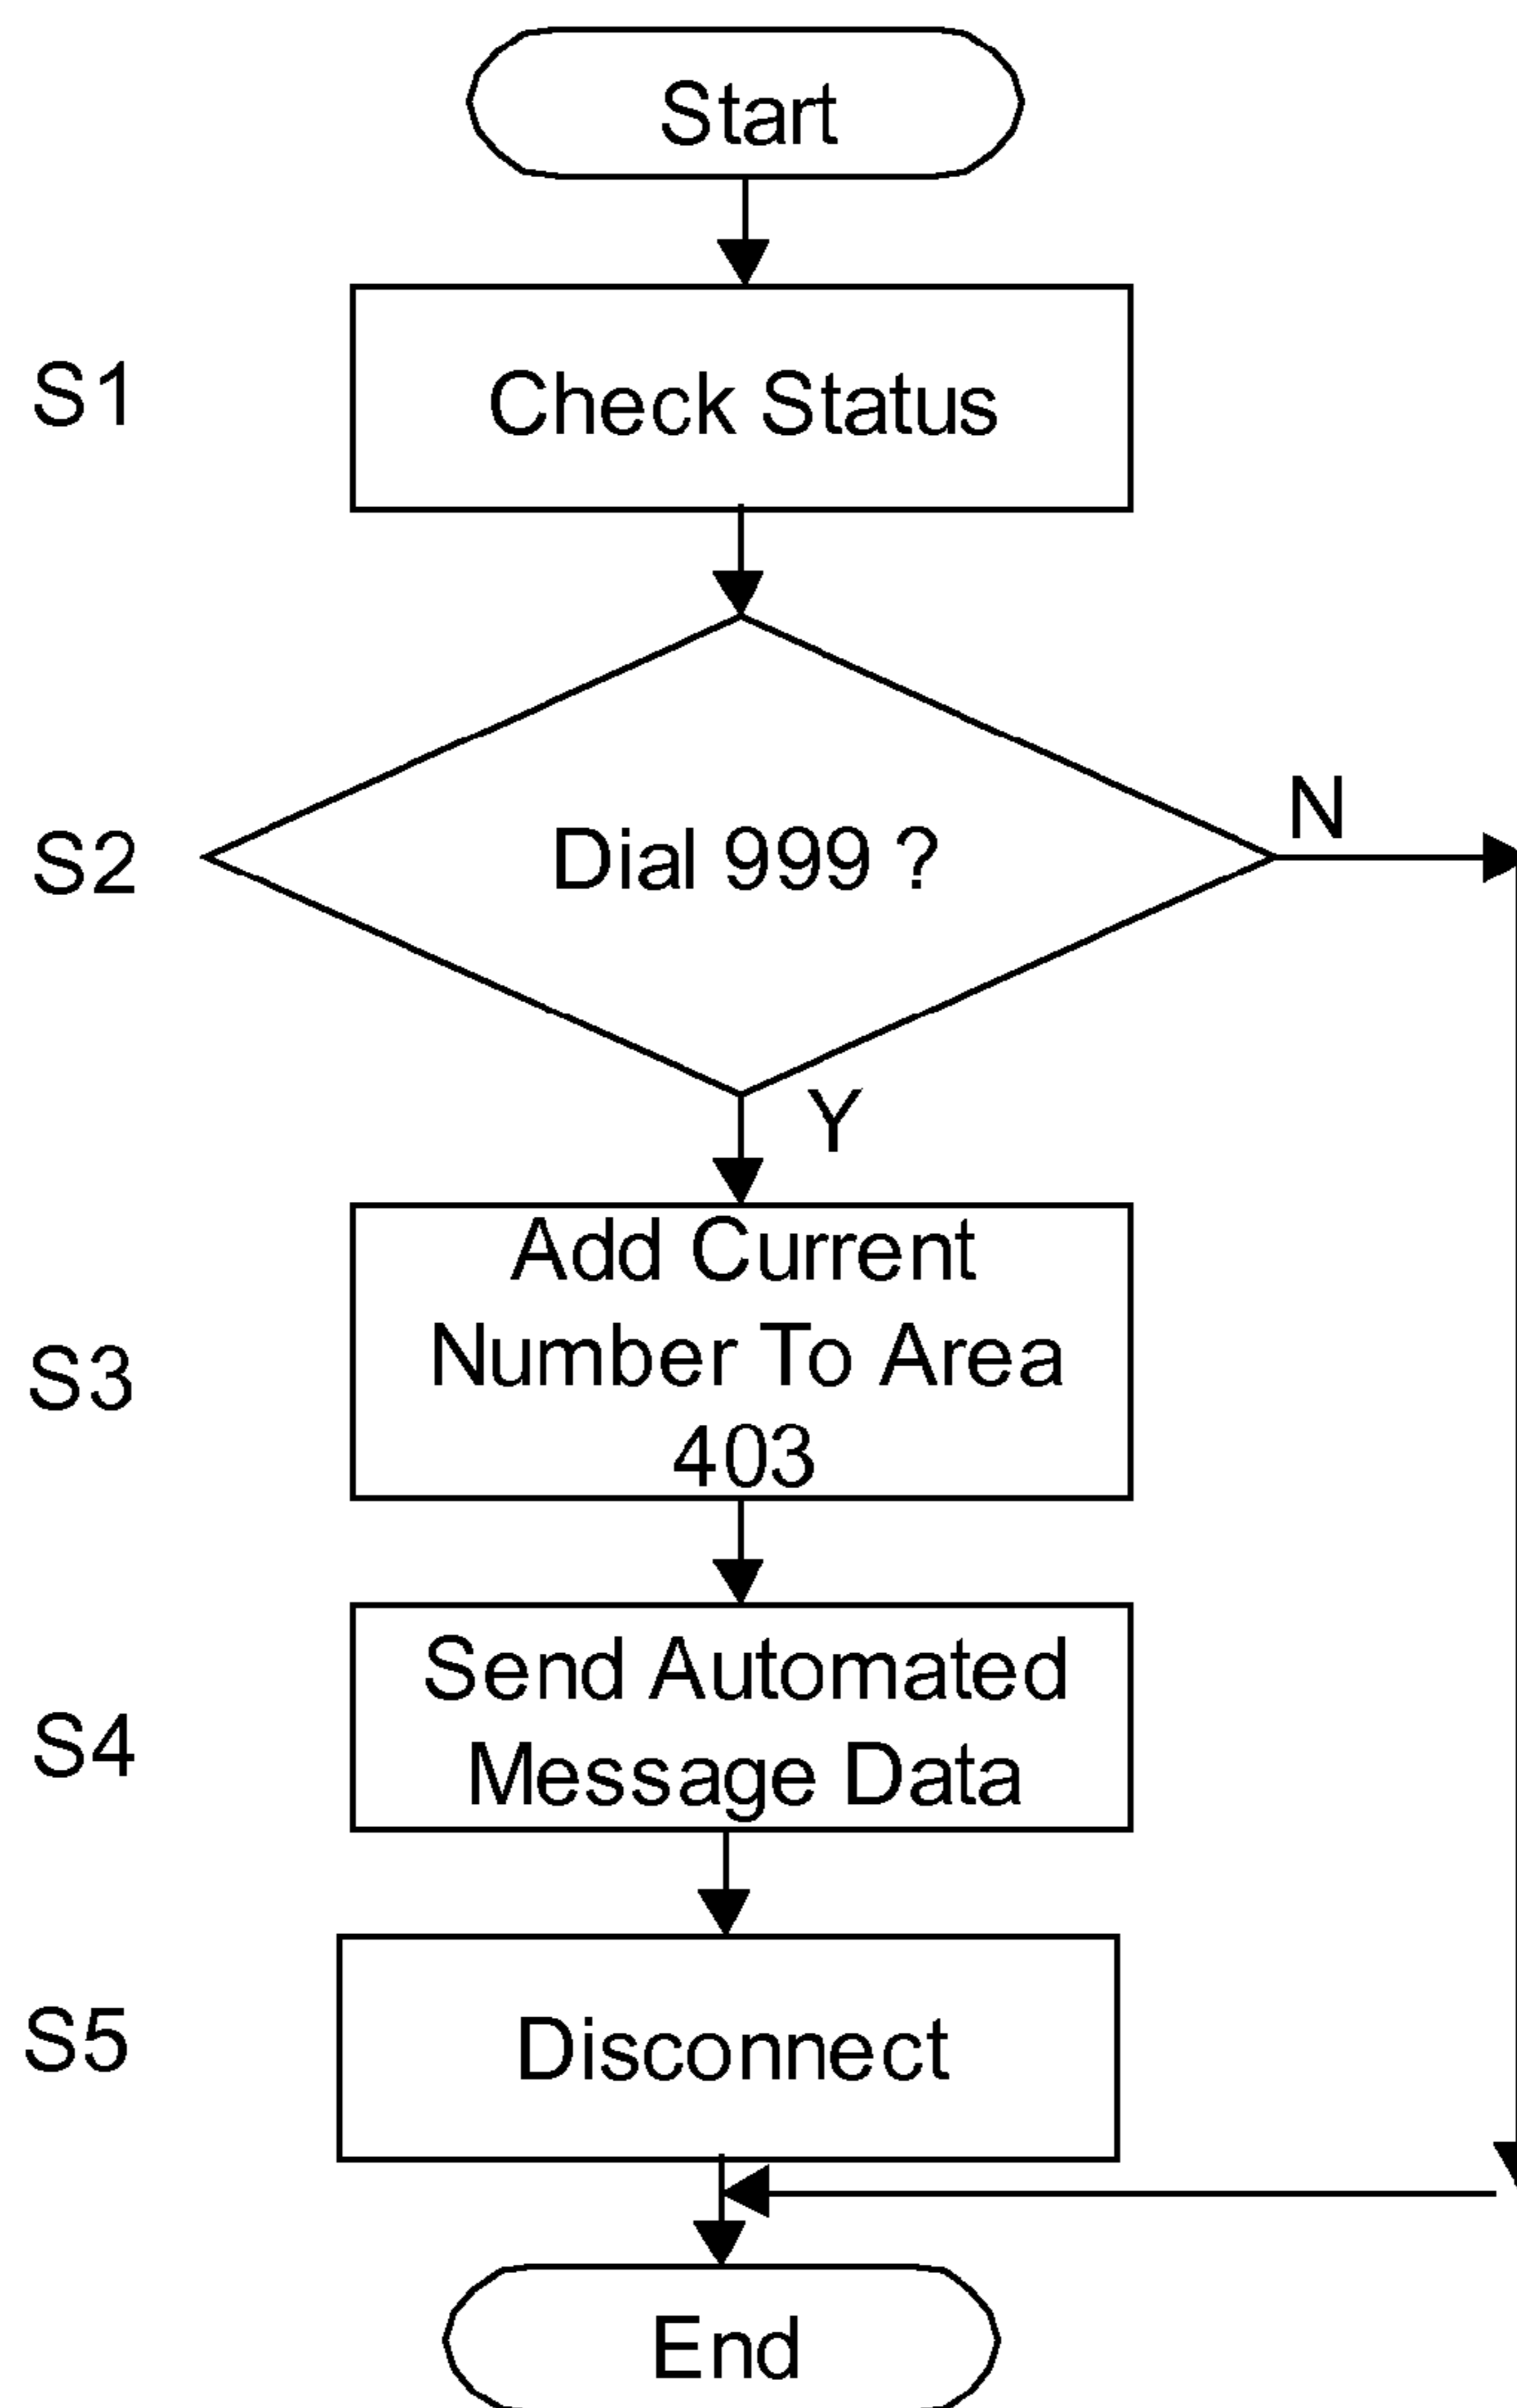 Start
S1
Check Status
S2
Dial 999 ?
N
Y
S3
Add Current
Number To Area
403
S4
Send Automated
Message Data
S5
Disconnect
End